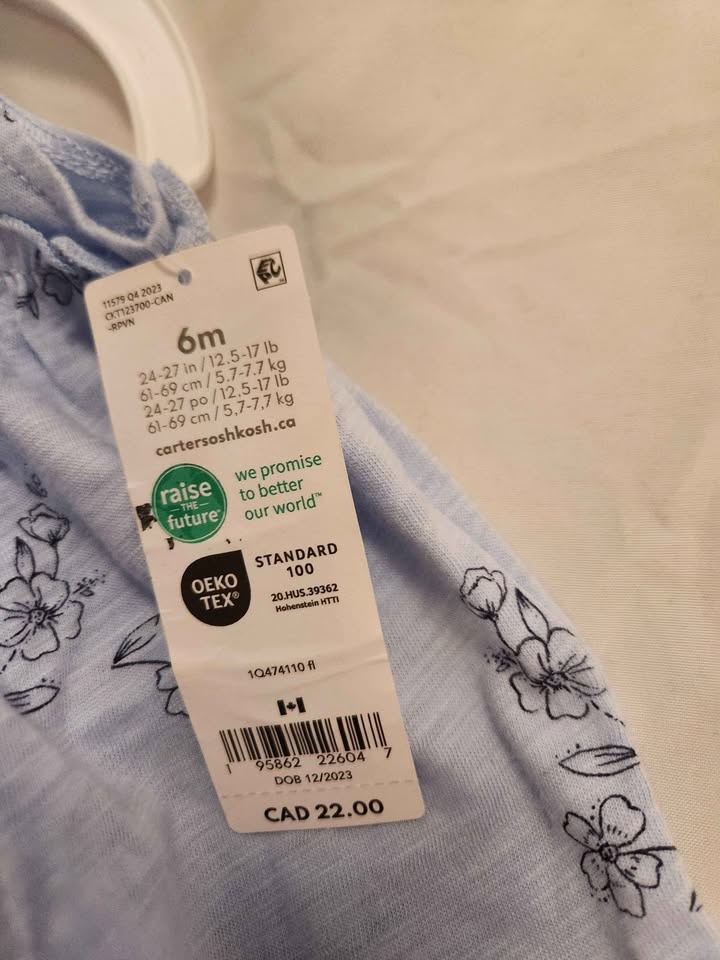 11579 Q4 2023
CKT123700-CAN
-RPVN
6m
24-27 in / 12.5-17 lb
61-69 cm / 5.7-7.7 kg
24-27 po / 12,5-17 lb
61-69 cm / 5,7-7,7 kg
cartersoshkosh.ca
raise
THE
future™
we promise
to better
our world™
OEKO
TEX®
STANDARD
100
20.HUS.39362
Hohenstein HTTI
1Q474110 fl
1 95862 22604 7
DOB 12/2023
CAD 22.00